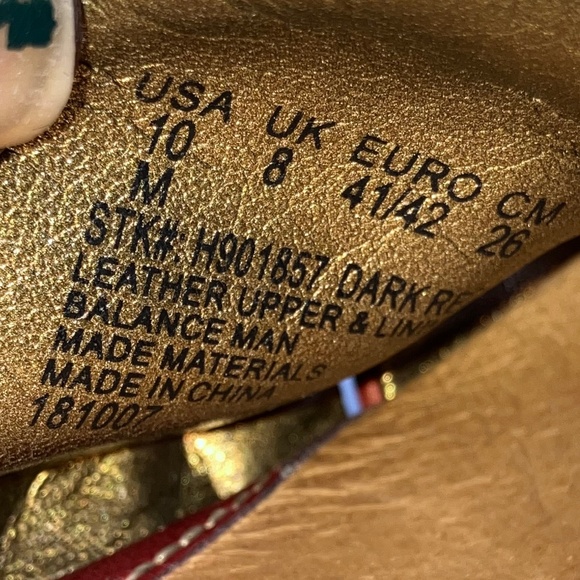 USA UK EURO CM
10 8 41/42 26
M
STK#: H901857 DARK
LEATHER UPPER &
BALANCE MAN
MADE MATERIALS
MADE IN CHINA
181007